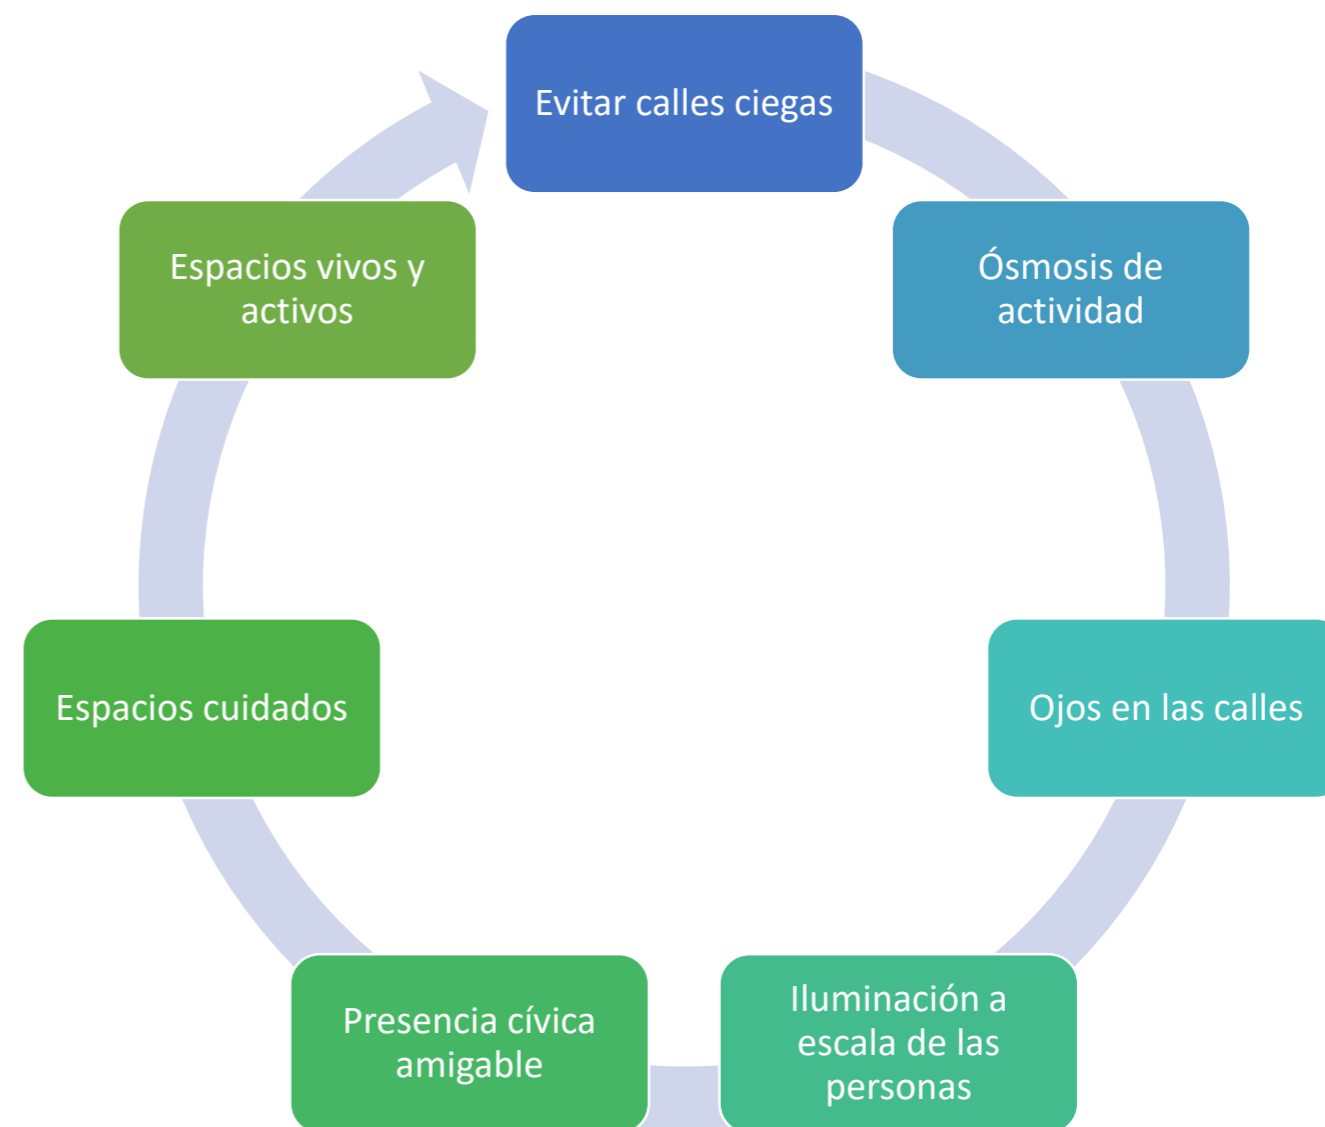 Evitar calles ciegas
Ósmosis de
actividad
Ojos en las calles
Iluminación a
escala de las
personas
Presencia cívica
amigable
Espacios cuidados
Espacios vivos y
activos